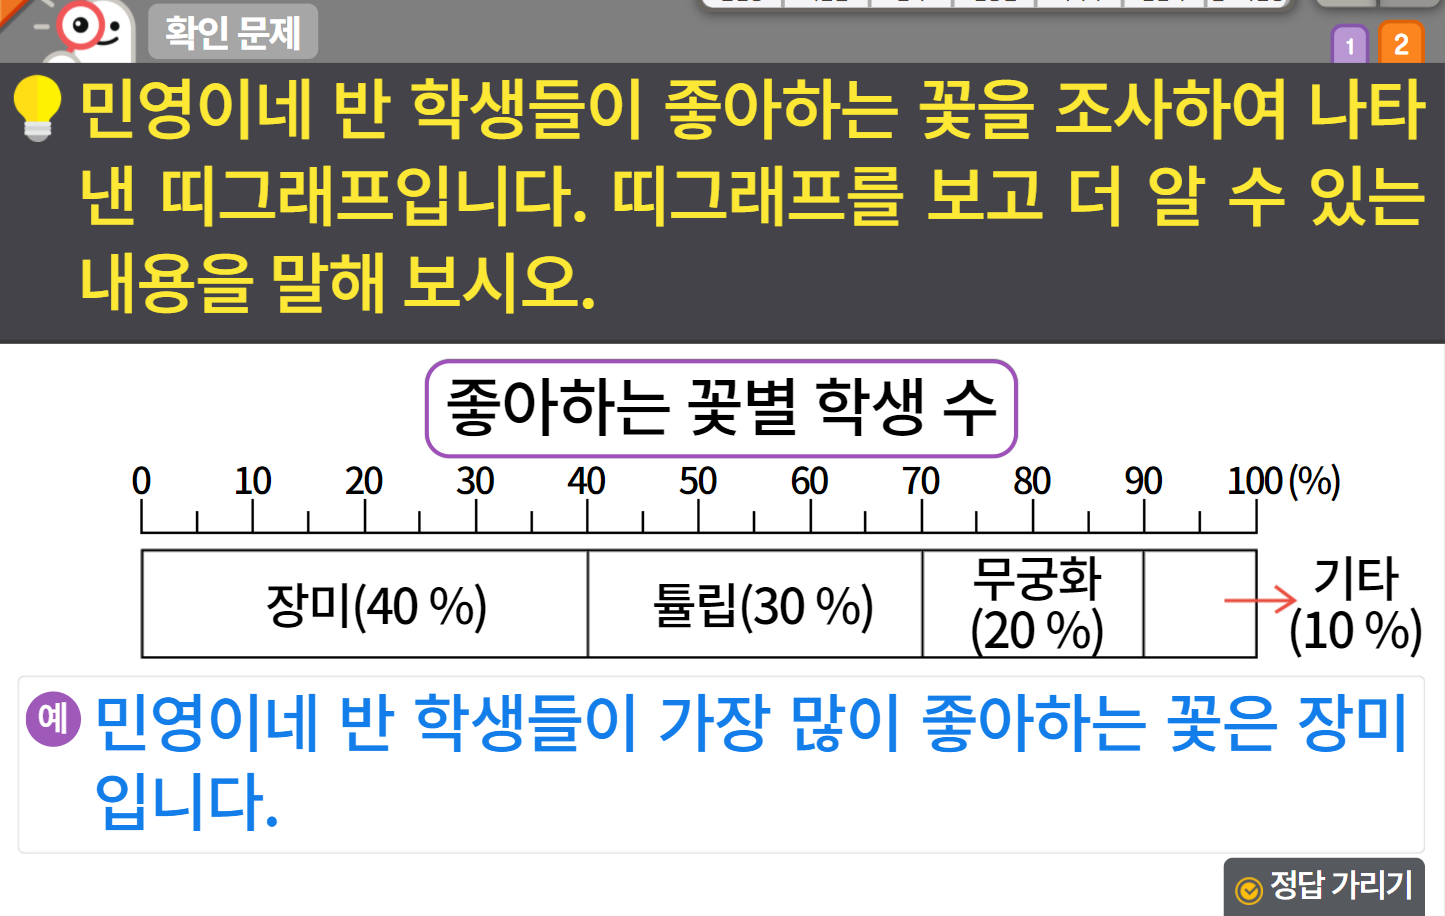 확인 문제
1 2
민영이네 반 학생들이 좋아하는 꽃을 조사하여 나타
낸 띠그래프입니다. 띠그래프를 보고 더 알 수 있는
내용을 말해 보시오.
좋아하는 꽃별 학생 수
0 10 20 30 40 50 60 70 80 90 100 (%)
장미(40 %) 튤립(30 %) 무궁화 기타
(20 %) (10 %)
예 민영이네 반 학생들이 가장 많이 좋아하는 꽃은 장미
입니다.
정답 가리기